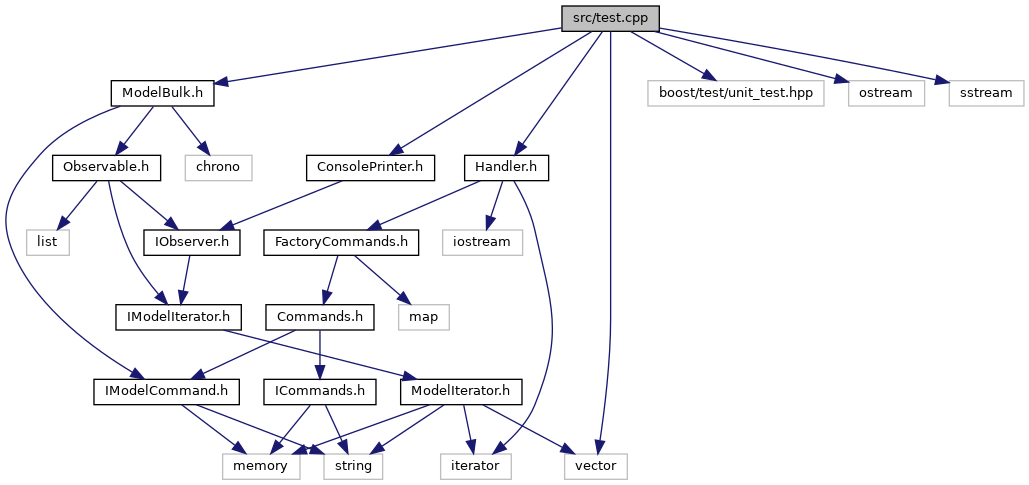 src/test.cpp
ModelBulk.h
boost/test/unit_test.hpp
ostream
sstream
Observable.h
chrono
ConsolePrinter.h
Handler.h
list
IObserver.h
FactoryCommands.h
iostream
IModelIterator.h
Commands.h
map
IModelCommand.h
ICommands.h
ModelIterator.h
memory
string
iterator
vector